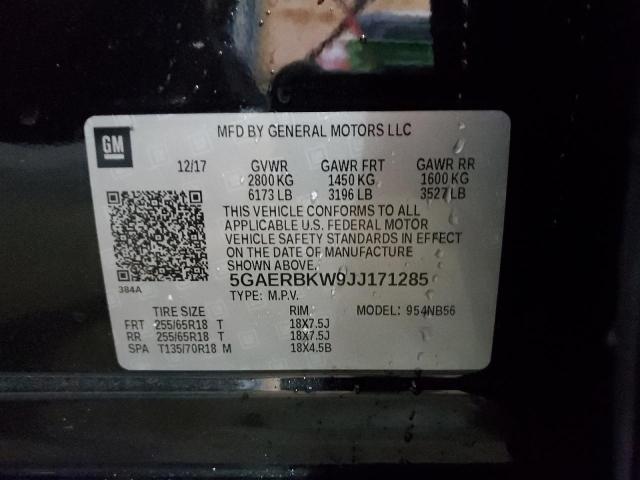 GM
MFD BY GENERAL MOTORS LLC
12/17 GVWR GAWR FRT GAWR RR
2800 KG 1450 KG 1600 KG
6173 LB 3196 LB 3527 LB
THIS VEHICLE CONFORMS TO ALL
APPLICABLE U.S. FEDERAL MOTOR
VEHICLE SAFETY STANDARDS IN EFFECT
ON THE DATE OF MANUFACTURE
SHOWN ABOVE.
384A
5GAERBKW9JJ171285
TYPE: M.P.V.
TIRE SIZE RIM MODEL: 954NB56
FRT 255/65R18 T 18X7.5J
RR 255/65R18 T 18X7.5J
SPA T135/70R18 M 18X4.5B